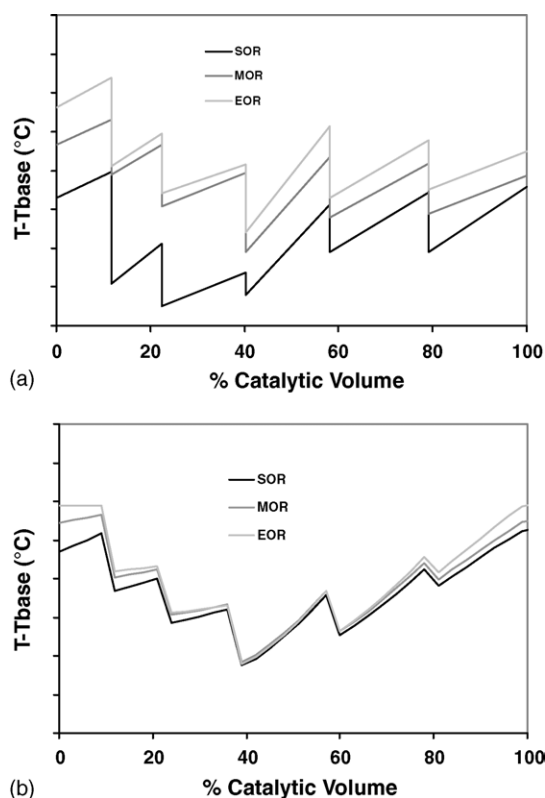 (a)
T-Tbase (°C)
SOR
MOR
EOR
0
20
40
60
80
100
% Catalytic Volume
(b)
T-Tbase (°C)
SOR
MOR
EOR
0
20
40
60
80
100
% Catalytic Volume